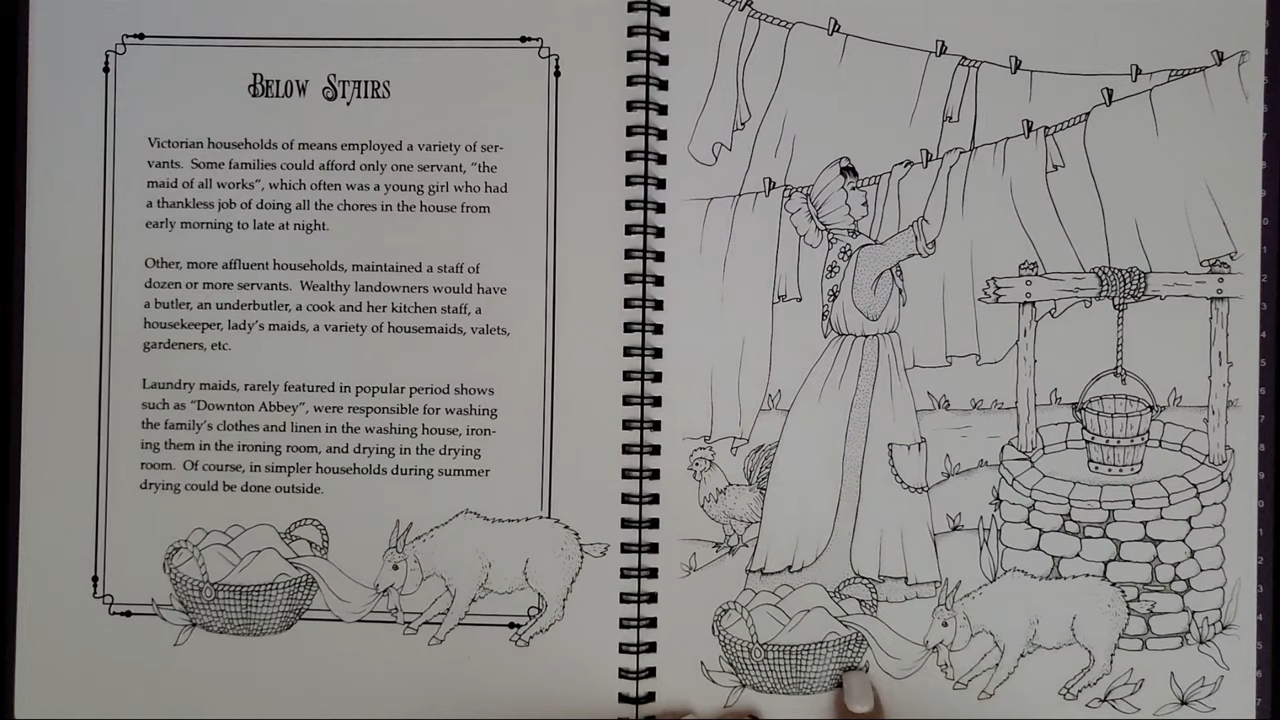 Below Stairs
Victorian households of means employed a variety of ser-
vants. Some families could afford only one servant, "the
maid of all works", which often was a young girl who had
a thankless job of doing all the chores in the house from
early morning to late at night.
Other, more affluent households, maintained a staff of
dozen or more servants. Wealthy landowners would have
a butler, an underbutler, a cook and her kitchen staff, a
housekeeper, lady's maids, a variety of housemaids, valets,
gardeners, etc.
Laundry maids, rarely featured in popular period shows
such as "Downton Abbey", were responsible for washing
the family's clothes and linen in the washing house, iron-
ing them in the ironing room, and drying in the drying
room. Of course, in simpler households during summer
drying could be done outside.